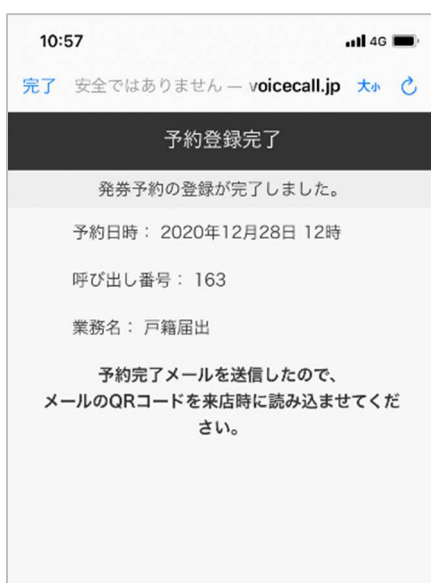 10:57 4G
完了 安全ではありません — voicecall.jp 大小
予約登録完了
発券予約の登録が完了しました。
予約日時： 2020年12月28日 12時
呼び出し番号： 163
業務名： 戸籍届出
予約完了メールを送信したので、
メールのQRコードを来店時に読み込ませてくだ
さい。